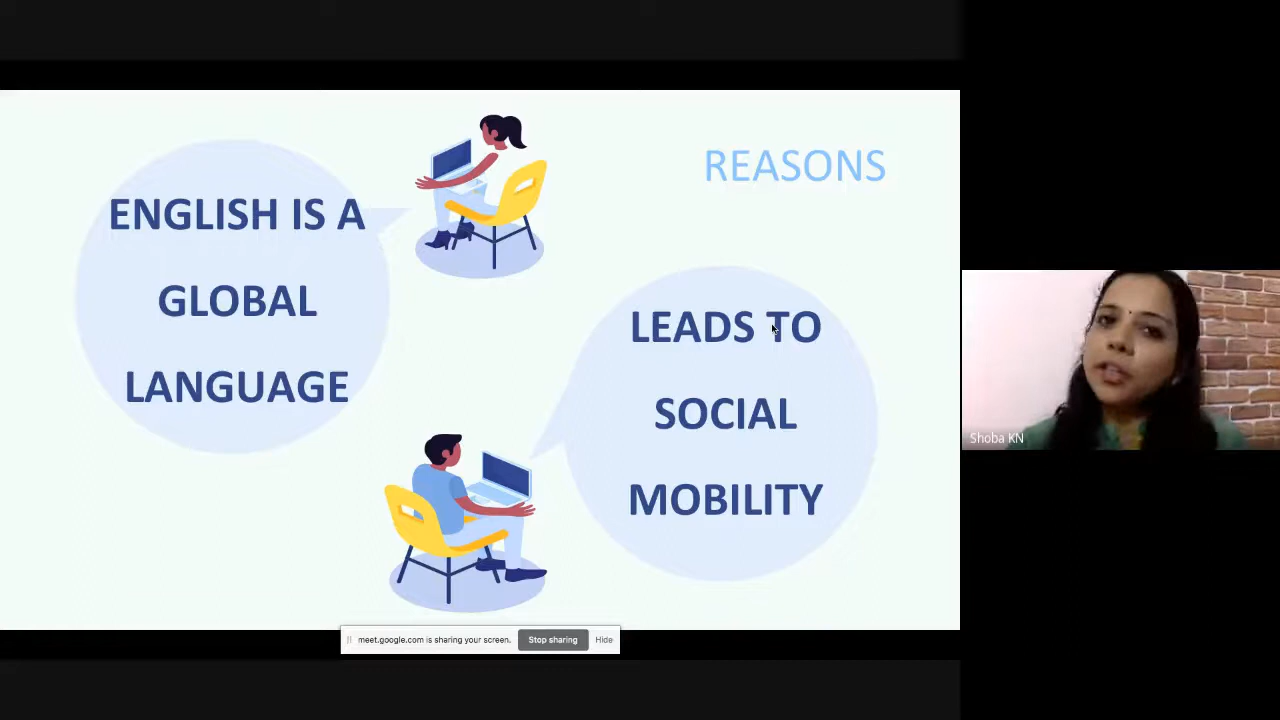 REASONS
ENGLISH IS A
GLOBAL
LANGUAGE
LEADS TO
SOCIAL
MOBILITY
Shoba KN
meet.google.com is sharing your screen.
Stop sharing
Hide